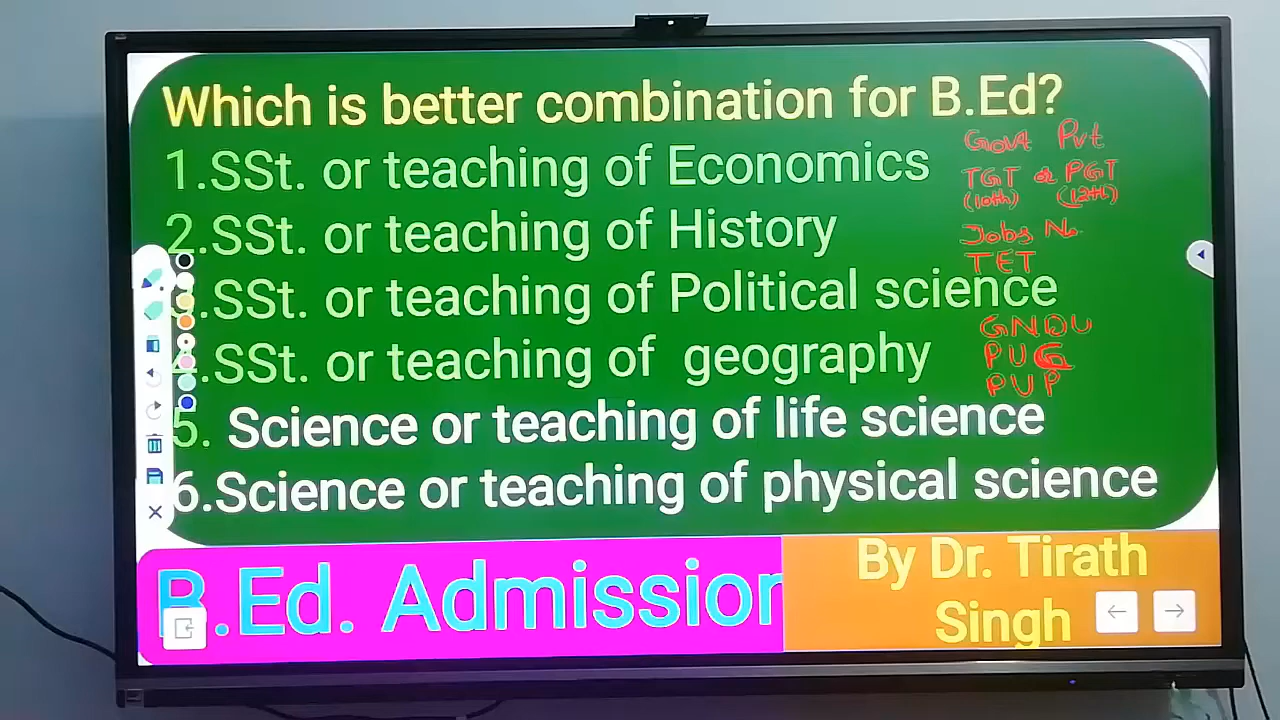 Which is better combination for B.Ed?
1.SSt. or teaching of Economics
2.SSt. or teaching of History
3.SSt. or teaching of Political science
4.SSt. or teaching of geography
5. Science or teaching of life science
6.Science or teaching of physical science
Govt Pvt
TGT or PGT
(10th) (12th)
Jobs No.
TET
GNDU
PUC
PUP
B.Ed. Admission
By Dr. Tirath
Singh